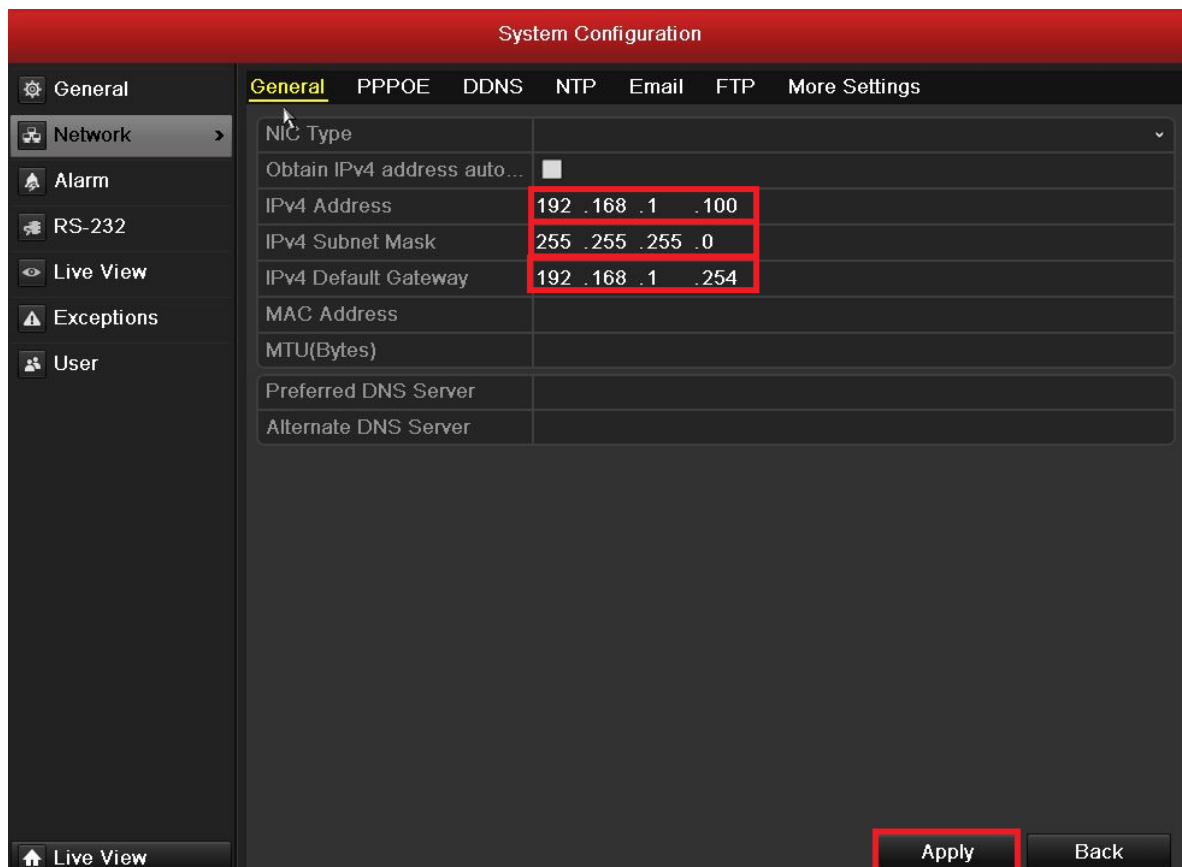 System Configuration
General
Network
Alarm
RS-232
Live View
Exceptions
User
Live View
General PPPOE DDNS NTP Email FTP More Settings
NIC Type
Obtain IPv4 address auto...
IPv4 Address 192 .168 .1 .100
IPv4 Subnet Mask 255 .255 .255 .0
IPv4 Default Gateway 192 .168 .1 .254
MAC Address
MTU(Bytes)
Preferred DNS Server
Alternate DNS Server
Apply Back